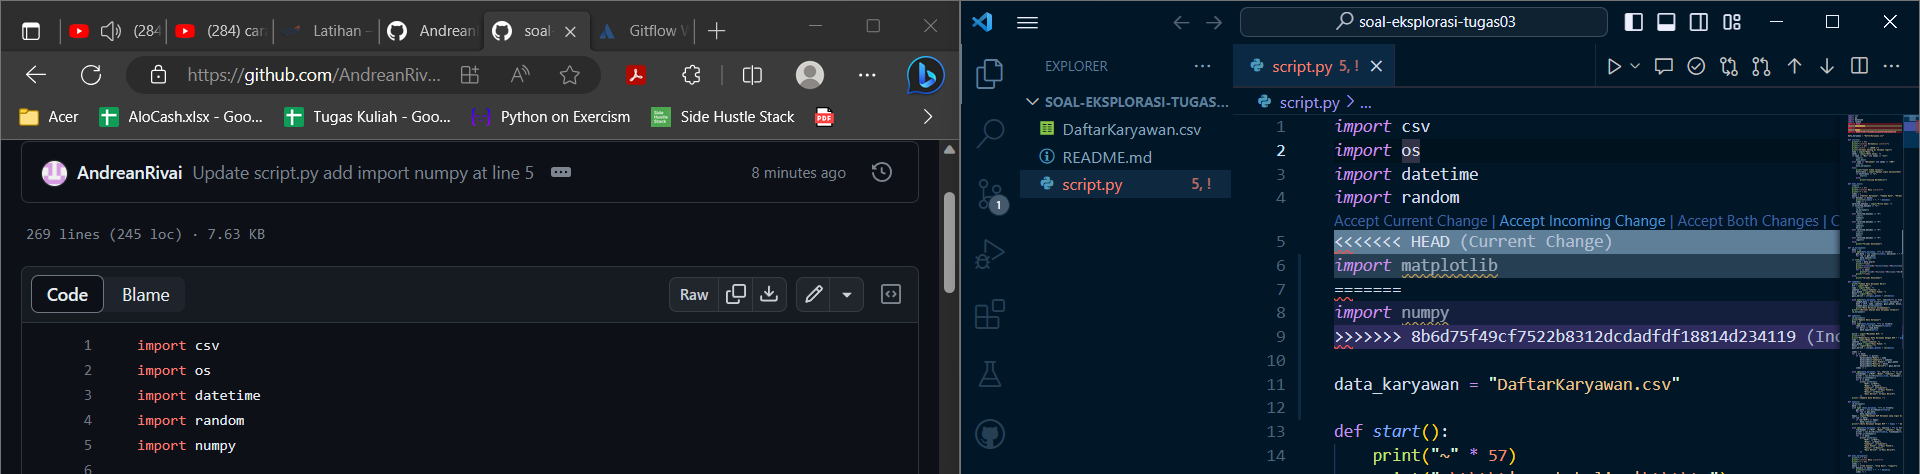 (284
(284) car
Latihan -
AndreanI
soal-
Gitflow V
https://github.com/AndreanRiv...
Acer
AloCash.xlsx - Goo...
Tugas Kuliah - Goo...
Python on Exercism
Side Hustle Stack
PDF
AndreanRivai Update script.py add import numpy at line 5
8 minutes ago
269 lines (245 loc) · 7.63 KB
Code
Blame
Raw
1 import csv
2 import os
3 import datetime
4 import random
5 import numpy
6
soal-eksplorasi-tugas03
EXPLORER
SOAL-EKSPLORASI-TUGAS...
DaftarKaryawan.csv
README.md
script.py 5, !
1
script.py 5, !
script.py > ...
1 import csv
2 import os
3 import datetime
4 import random
Accept Current Change | Accept Incoming Change | Accept Both Changes | C
5 <<<<<<< HEAD (Current Change)
6 import matplotlib
7 =======
8 import numpy
9 >>>>>>> 8b6d75f49cf7522b8312dcdadfdf18814d234119 (Inc
10
11 data_karyawan = "DaftarKaryawan.csv"
12
13 def start():
14 print("~" * 57)